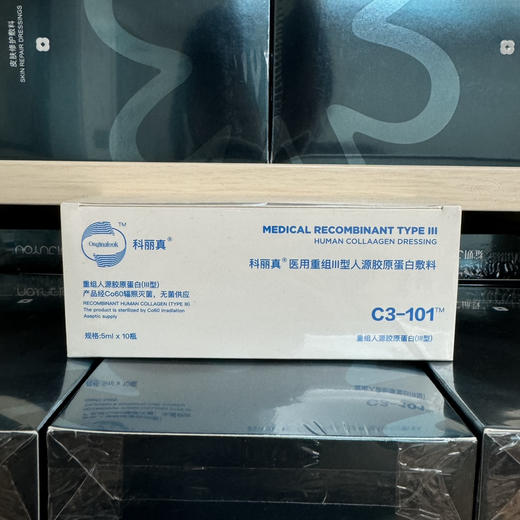 皮肤修护敷料
SKIN REPAIR DRESSINGS
Originalook™
科丽真®
重组人源胶原蛋白(III型)
产品经Co60辐照灭菌，无菌供应
RECOMBINANT HUMAN COLLAGEN (TYPE III)
The product is sterilized by Co60 irradiation
Aseptic supply
规格:5ml x 10瓶
MEDICAL RECOMBINANT TYPE III
HUMAN COLLAAGEN DRESSING
科丽真®医用重组III型人源胶原蛋白敷料
C3-101™
重组人源胶原蛋白(III型)